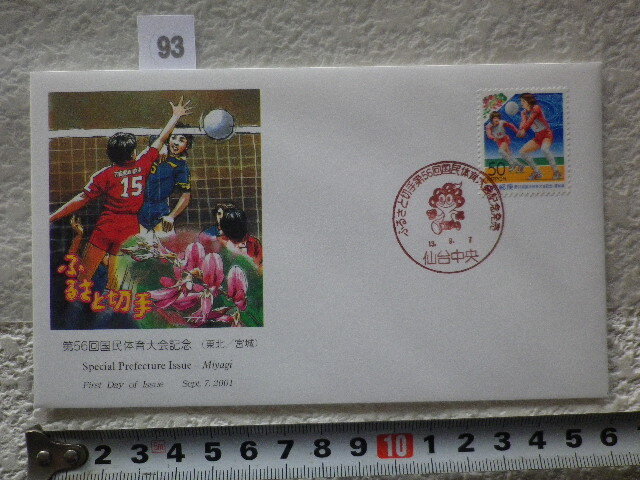 93
15
ふるさと
切手
第56回国民体育大会記念 (東北/宮城)
Special Prefecture Issue – Miyagi
First Day of Issue Sept. 7. 2001
50
ふるさと切手第56回国民体育大会記念発売
13. 9. 7
仙台中央
2 3 4 5 6 7 8 9 10 1 2 3 4 5 6